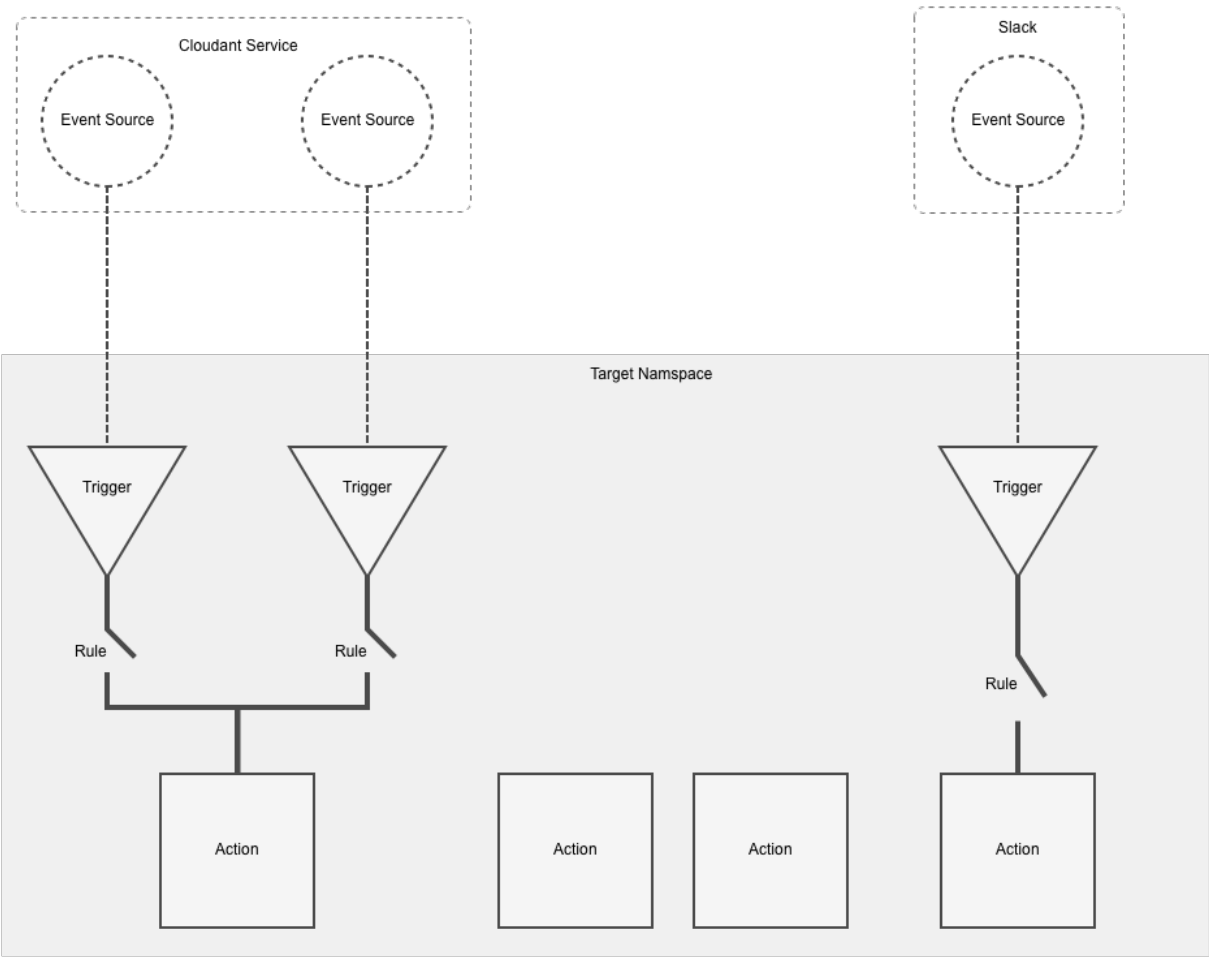 Cloudant Service
Slack
Event Source
Event Source
Event Source
Target Namspace
Trigger
Trigger
Trigger
Rule
Rule
Rule
Action
Action
Action
Action